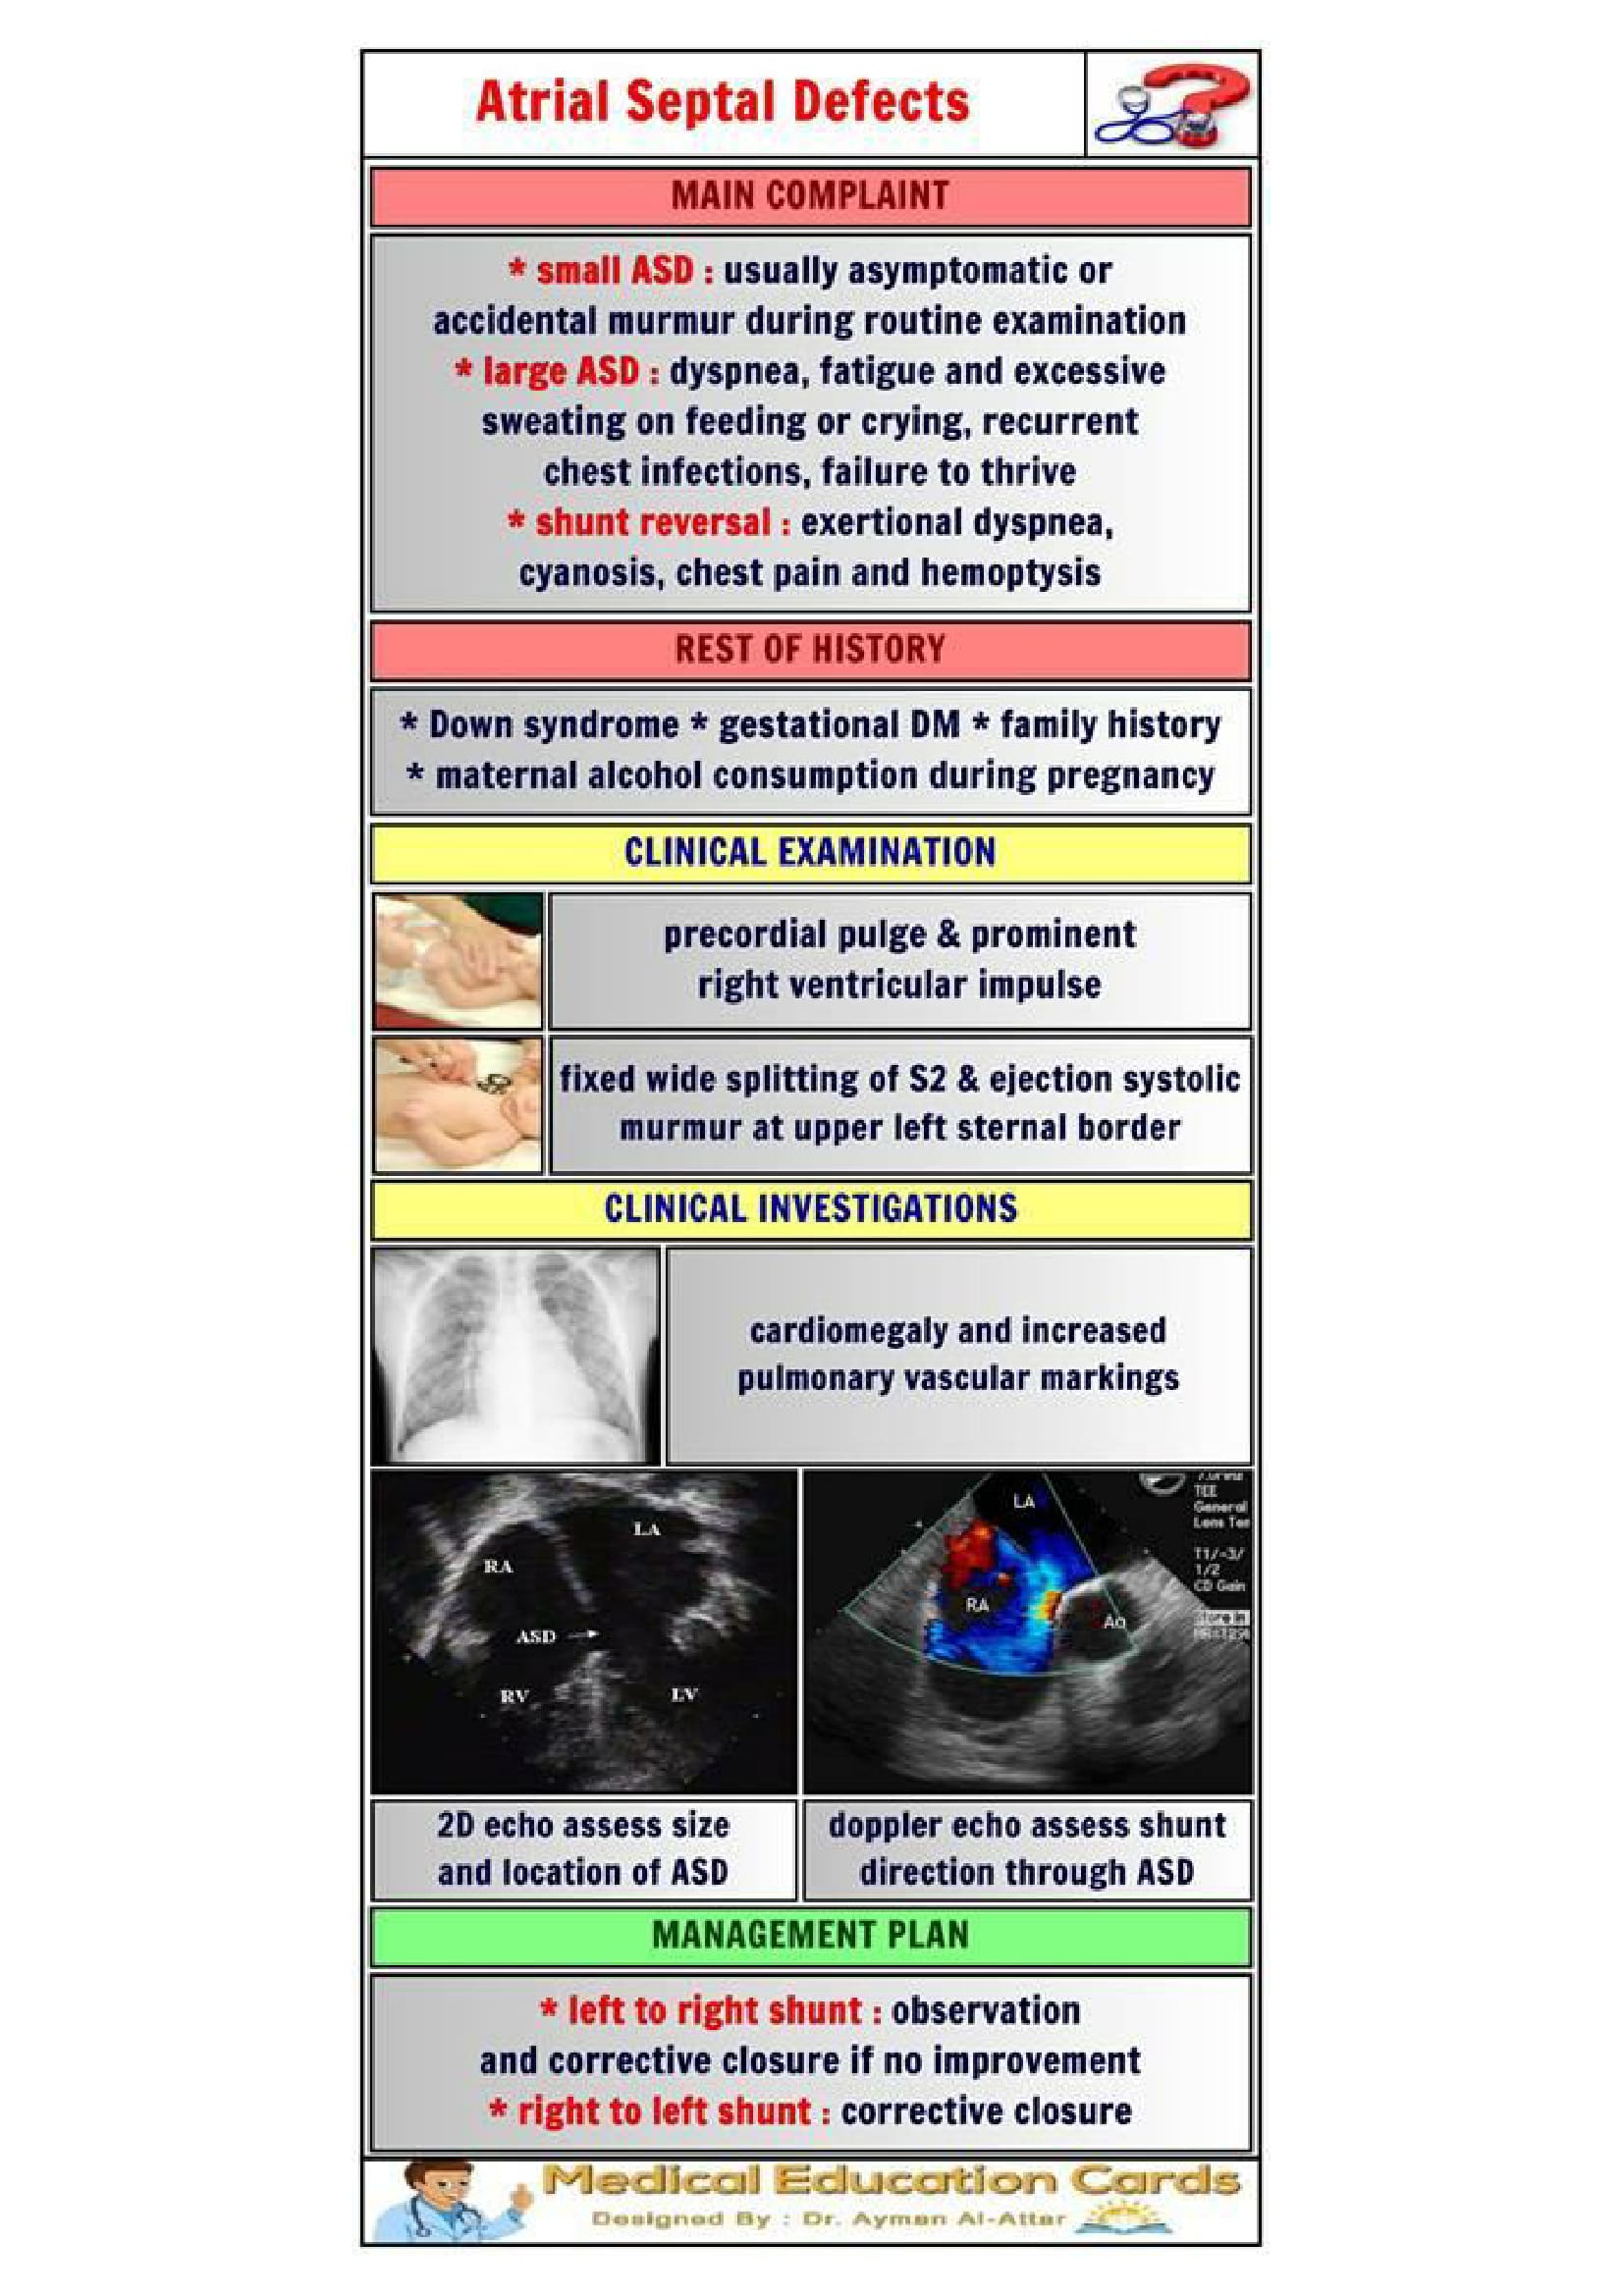 Atrial Septal Defects
MAIN COMPLAINT
* small ASD : usually asymptomatic or
accidental murmur during routine examination
* large ASD : dyspnea, fatigue and excessive
sweating on feeding or crying, recurrent
chest infections, failure to thrive
* shunt reversal : exertional dyspnea,
cyanosis, chest pain and hemoptysis
REST OF HISTORY
* Down syndrome * gestational DM * family history
* maternal alcohol consumption during pregnancy
CLINICAL EXAMINATION
precordial pulge & prominent
right ventricular impulse
fixed wide splitting of S2 & ejection systolic
murmur at upper left sternal border
CLINICAL INVESTIGATIONS
cardiomegaly and increased
pulmonary vascular markings
LA
RA
ASD
RV
LV
LA
RA
Ao
TEE
General
Lens Tem
T1/-3/
1/2
CD Gain
Store in
2D echo assess size
and location of ASD
doppler echo assess shunt
direction through ASD
MANAGEMENT PLAN
* left to right shunt : observation
and corrective closure if no improvement
* right to left shunt : corrective closure
Medical Education Cards
Designed By : Dr. Ayman Al-Attar